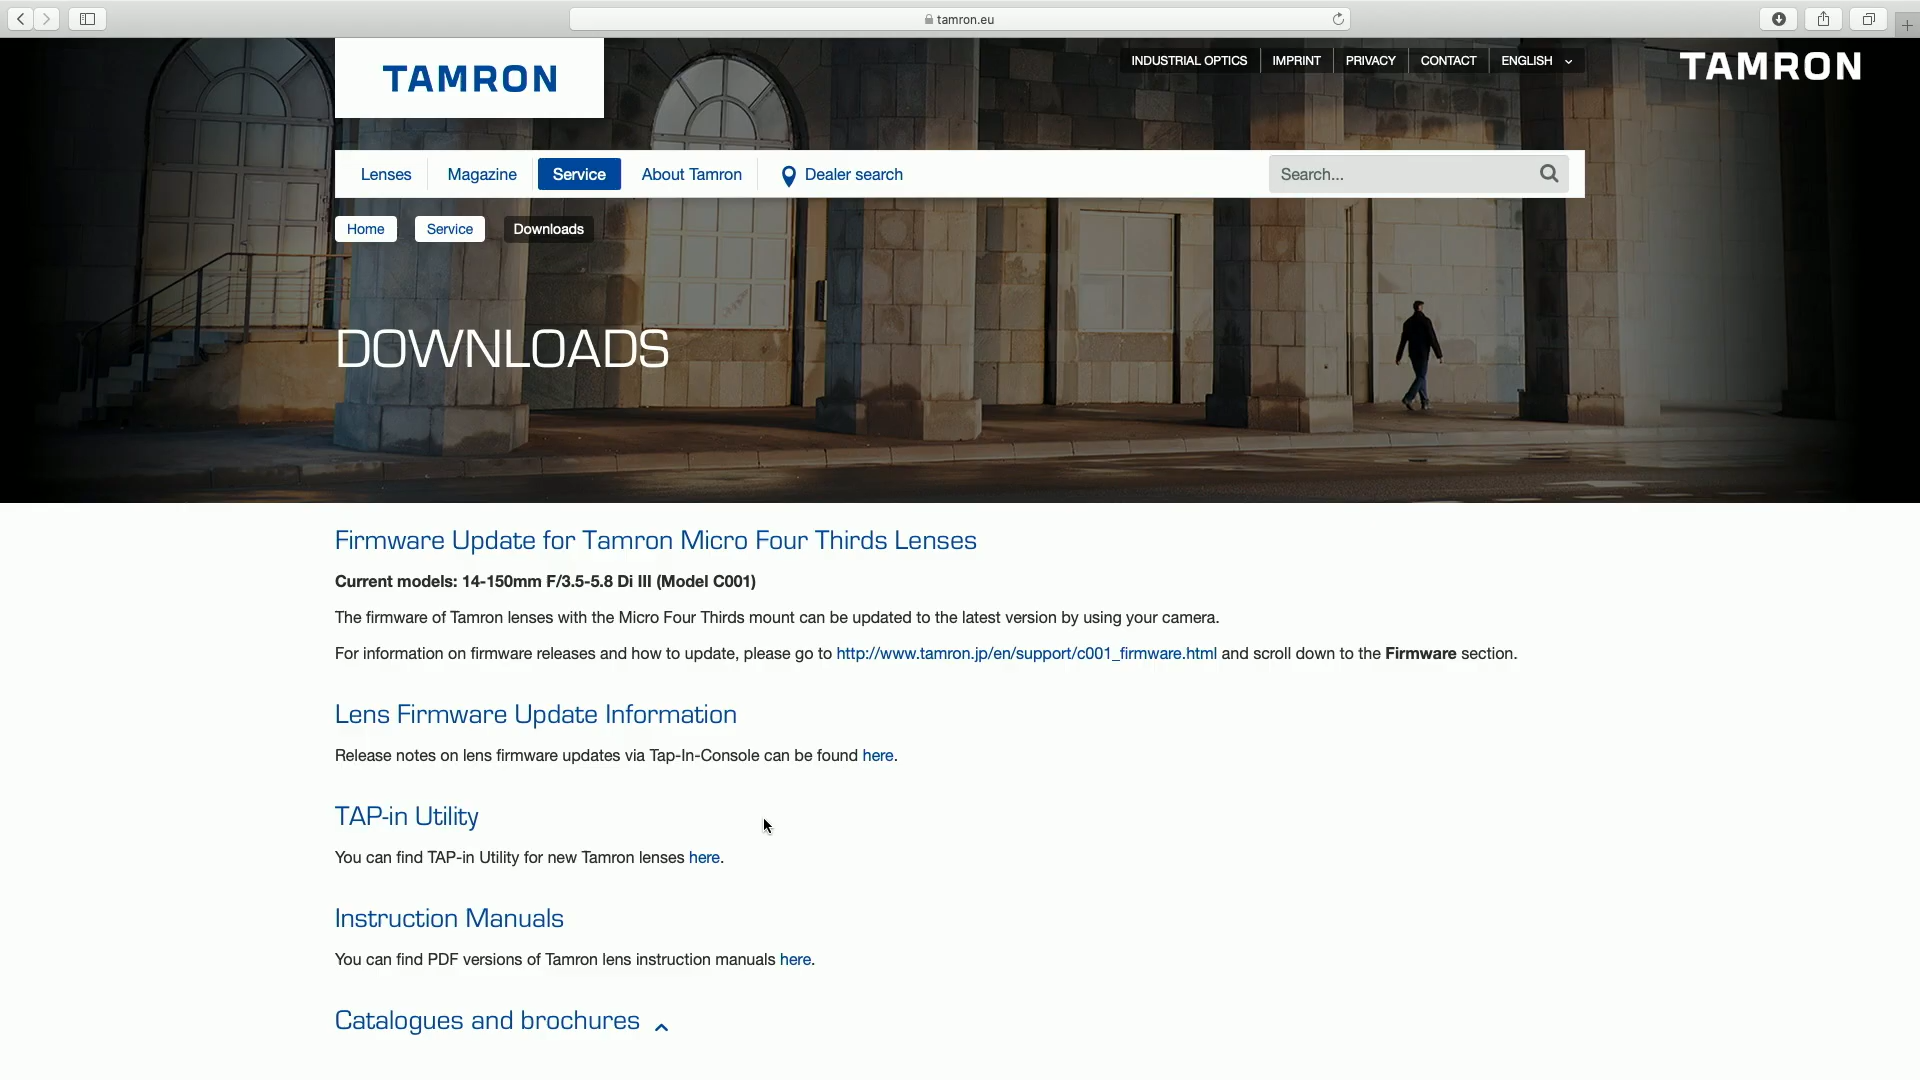 tamron.eu
TAMRON
INDUSTRIAL OPTICS
IMPRINT
PRIVACY
CONTACT
ENGLISH
TAMRON
Lenses
Magazine
Service
About Tamron
Dealer search
Search...
Home
Service
Downloads
DOWNLOADS
Firmware Update for Tamron Micro Four Thirds Lenses
Current models: 14-150mm F/3.5-5.8 Di III (Model C001)
The firmware of Tamron lenses with the Micro Four Thirds mount can be updated to the latest version by using your camera.
For information on firmware releases and how to update, please go to http://www.tamron.jp/en/support/c001_firmware.html and scroll down to the Firmware section.
Lens Firmware Update Information
Release notes on lens firmware updates via Tap-In-Console can be found here.
TAP-in Utility
You can find TAP-in Utility for new Tamron lenses here.
Instruction Manuals
You can find PDF versions of Tamron lens instruction manuals here.
Catalogues and brochures